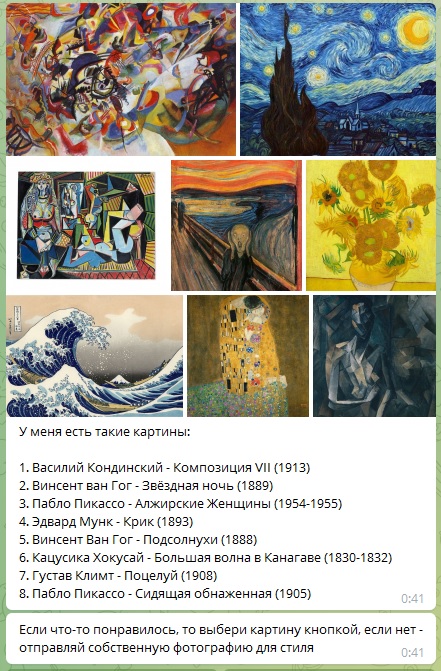 У меня есть такие картины:
1. Василий Кондинский - Композиция VII (1913)
2. Винсент ван Гог - Звёздная ночь (1889)
3. Пабло Пикассо - Алжирские Женщины (1954-1955)
4. Эдвард Мунк - Крик (1893)
5. Винсент Ван Гог - Подсолнухи (1888)
6. Кацусика Хокусай - Большая волна в Канагаве (1830-1832)
7. Густав Климт - Поцелуй (1908)
8. Пабло Пикассо - Сидящая обнаженная (1905)
0:41
Если что-то понравилось, то выбери картину кнопкой, если нет -
отправляй собственную фотографию для стиля
0:41